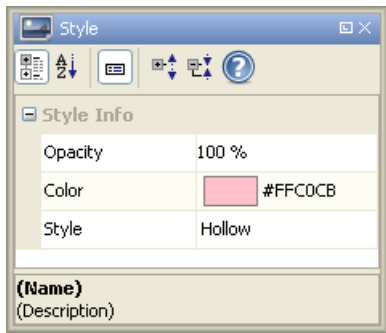 Style
Style Info
Opacity 100 %
Color #FFC0CB
Style Hollow
(Name)
(Description)